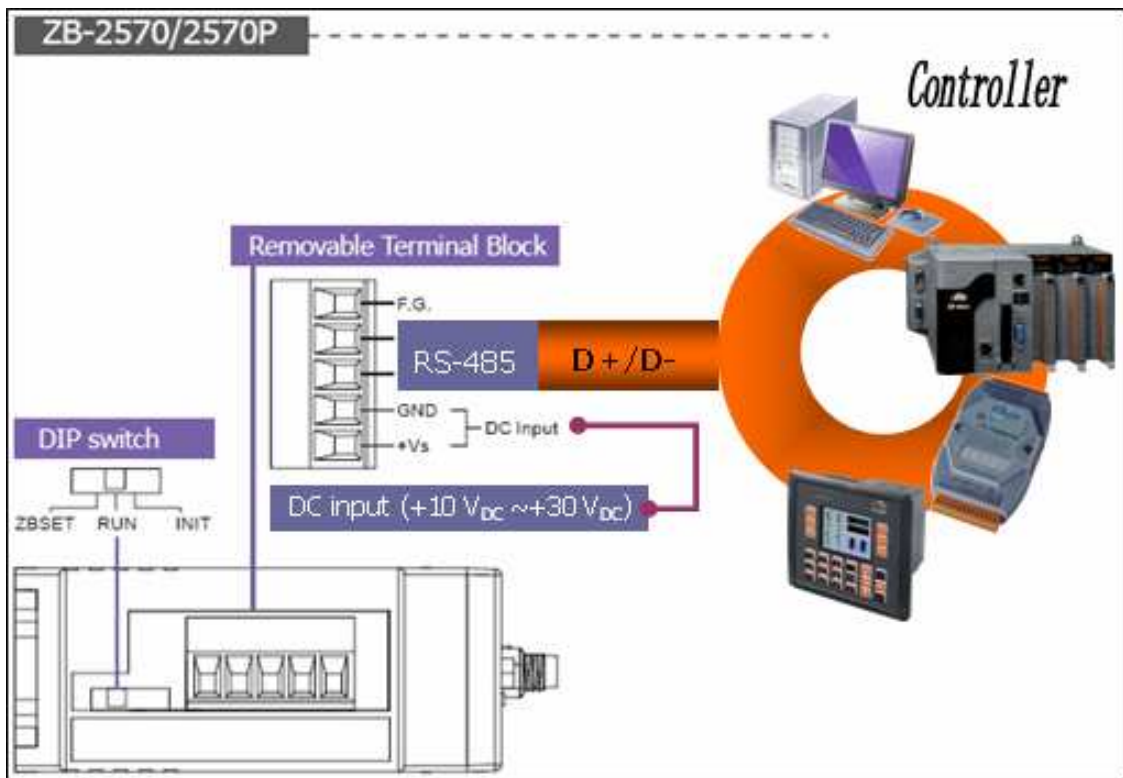 ZB-2570/2570P
Controller
Removable Terminal Block
F.G.
RS-485
D+/D-
GND
DC Input
+Vs
DIP switch
ZBSET RUN INIT
DC input (+10 VDC ~+30 VDC)